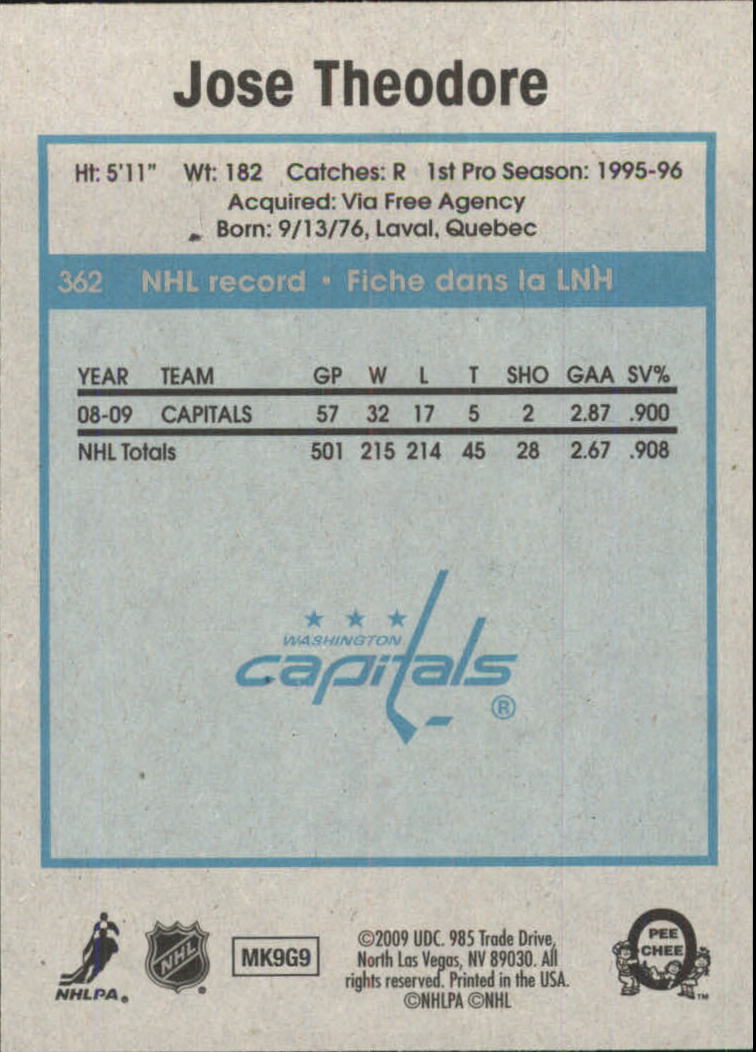 Jose Theodore
Ht: 5'11" Wt: 182 Catches: R 1st Pro Season: 1995-96
Acquired: Via Free Agency
Born: 9/13/76, Laval, Quebec
362 NHL record • Fiche dans la LNH
YEAR TEAM GP W L T SHO GAA SV%
08-09 CAPITALS 57 32 17 5 2 2.87 .900
NHL Totals 501 215 214 45 28 2.67 .908
WASHINGTON
capitals
®
NHLPA®
NHL
MK9G9
©2009 UDC. 985 Trade Drive,
North Las Vegas, NV 89030. All
rights reserved. Printed in the USA.
©NHLPA ©NHL
O
PEE
CHEE
™